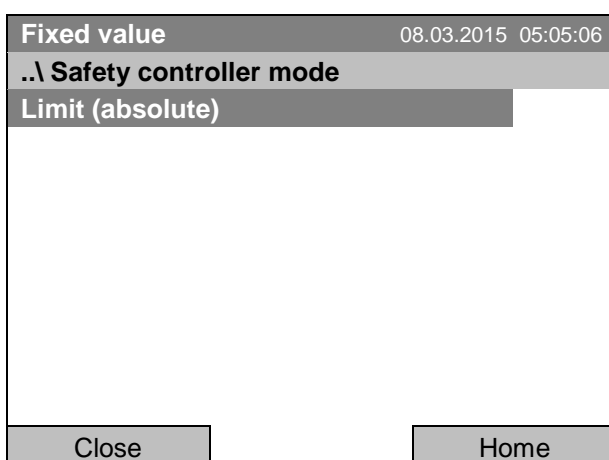 Fixed value 08.03.2015 05:05:06
..\ Safety controller mode
Limit (absolute)
Close Home